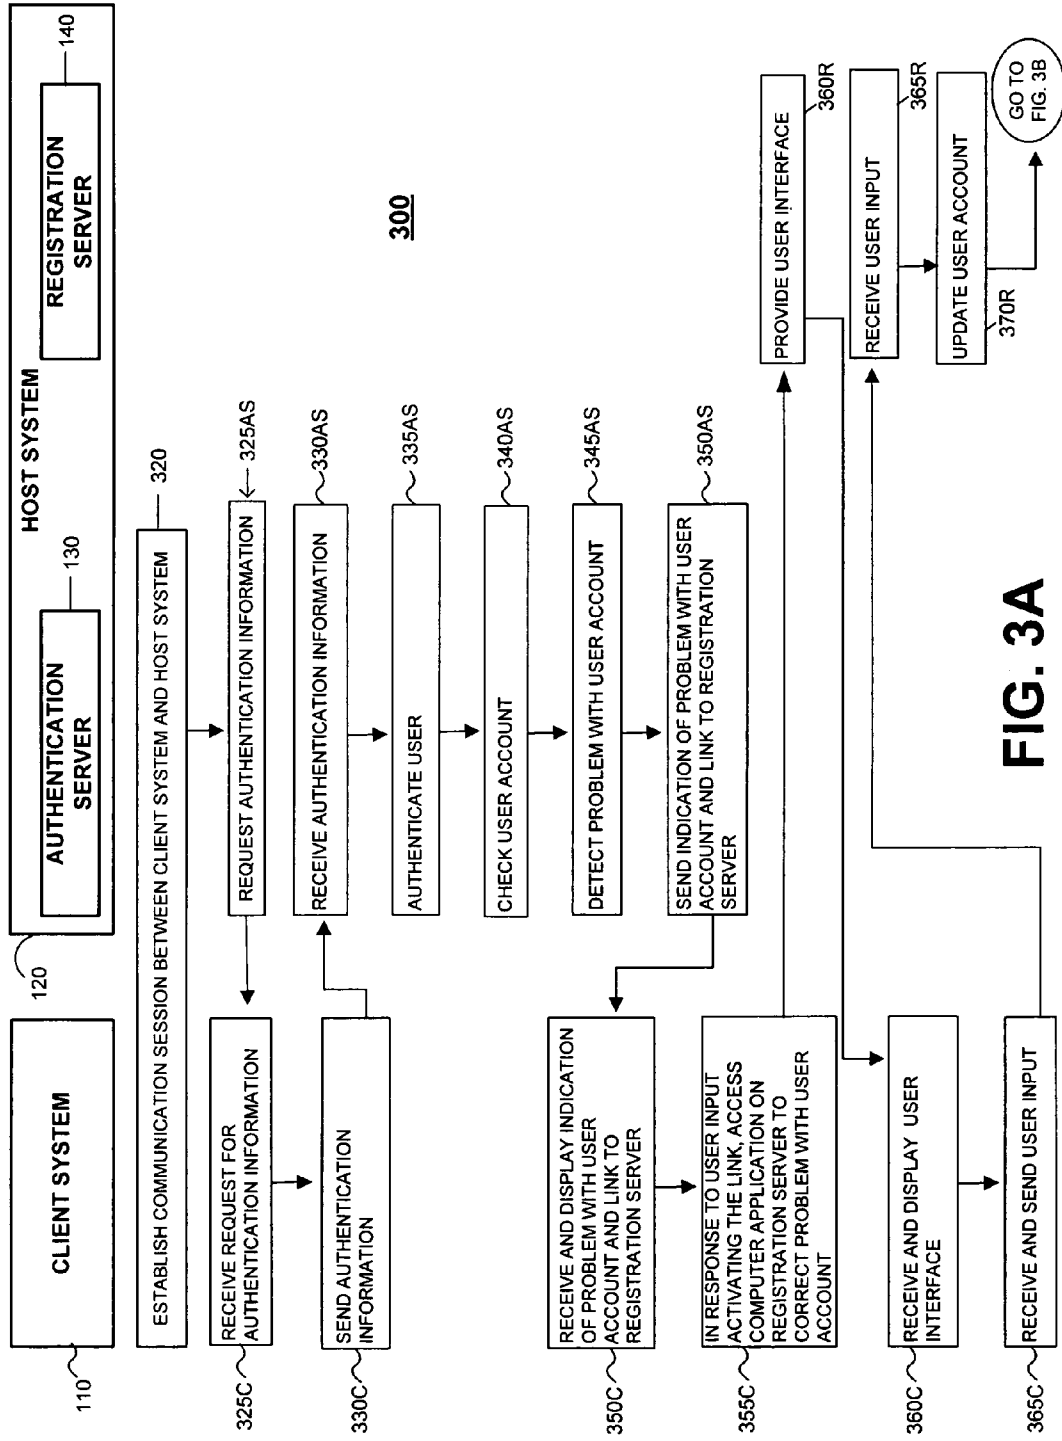 CLIENT SYSTEM
110
HOST SYSTEM
120
AUTHENTICATION
SERVER
130
REGISTRATION
SERVER
140
ESTABLISH COMMUNICATION SESSION BETWEEN CLIENT SYSTEM AND HOST SYSTEM
320
REQUEST AUTHENTICATION INFORMATION
325AS
RECEIVE REQUEST FOR
AUTHENTICATION INFORMATION
325C
SEND AUTHENTICATION
INFORMATION
330C
RECEIVE AUTHENTICATION INFORMATION
330AS
300
AUTHENTICATE USER
335AS
CHECK USER ACCOUNT
340AS
DETECT PROBLEM WITH USER ACCOUNT
345AS
SEND INDICATION OF PROBLEM WITH USER
ACCOUNT AND LINK TO REGISTRATION
SERVER
350AS
RECEIVE AND DISPLAY INDICATION
OF PROBLEM WITH USER
ACCOUNT AND LINK TO
REGISTRATION SERVER
350C
IN RESPONSE TO USER INPUT
ACTIVATING THE LINK, ACCESS
COMPUTER APPLICATION ON
REGISTRATION SERVER TO
CORRECT PROBLEM WITH USER
ACCOUNT
355C
PROVIDE USER INTERFACE
360R
RECEIVE AND DISPLAY USER
INTERFACE
360C
RECEIVE AND SEND USER INPUT
365C
RECEIVE USER INPUT
365R
UPDATE USER ACCOUNT
370R
GO TO
FIG. 3B
FIG. 3A